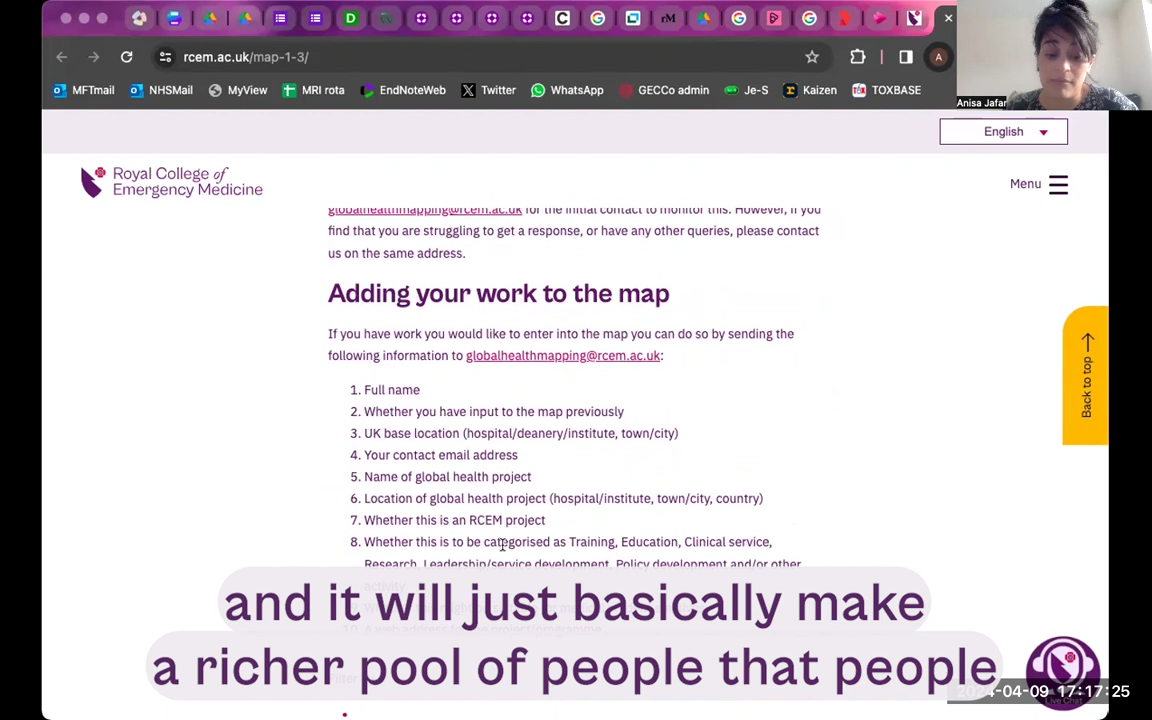 rcem.ac.uk/map-1-3/
A
MFTmail
NHSMail
MyView
MRI rota
EndNoteWeb
Twitter
WhatsApp
GECCo admin
Je-S
Kaizen
TOXBASE
Anisa Jafar
English
Royal College of
Emergency Medicine
Menu
globalhealthmapping@rcem.ac.uk for the initial contact to monitor this. However, if you
find that you are struggling to get a response, or have any other queries, please contact
us on the same address.
Adding your work to the map
If you have work you would like to enter into the map you can do so by sending the
following information to globalhealthmapping@rcem.ac.uk:
1. Full name
2. Whether you have input to the map previously
3. UK base location (hospital/deanery/institute, town/city)
4. Your contact email address
5. Name of global health project
6. Location of global health project (hospital/institute, town/city, country)
7. Whether this is an RCEM project
8. Whether this is to be categorised as Training, Education, Clinical service,
Research, Leadership/service development, Policy development and/or other
activity
Back to top
and it will just basically make
a richer pool of people that people
Filter
Live Chat
2024-04-09 17:17:25